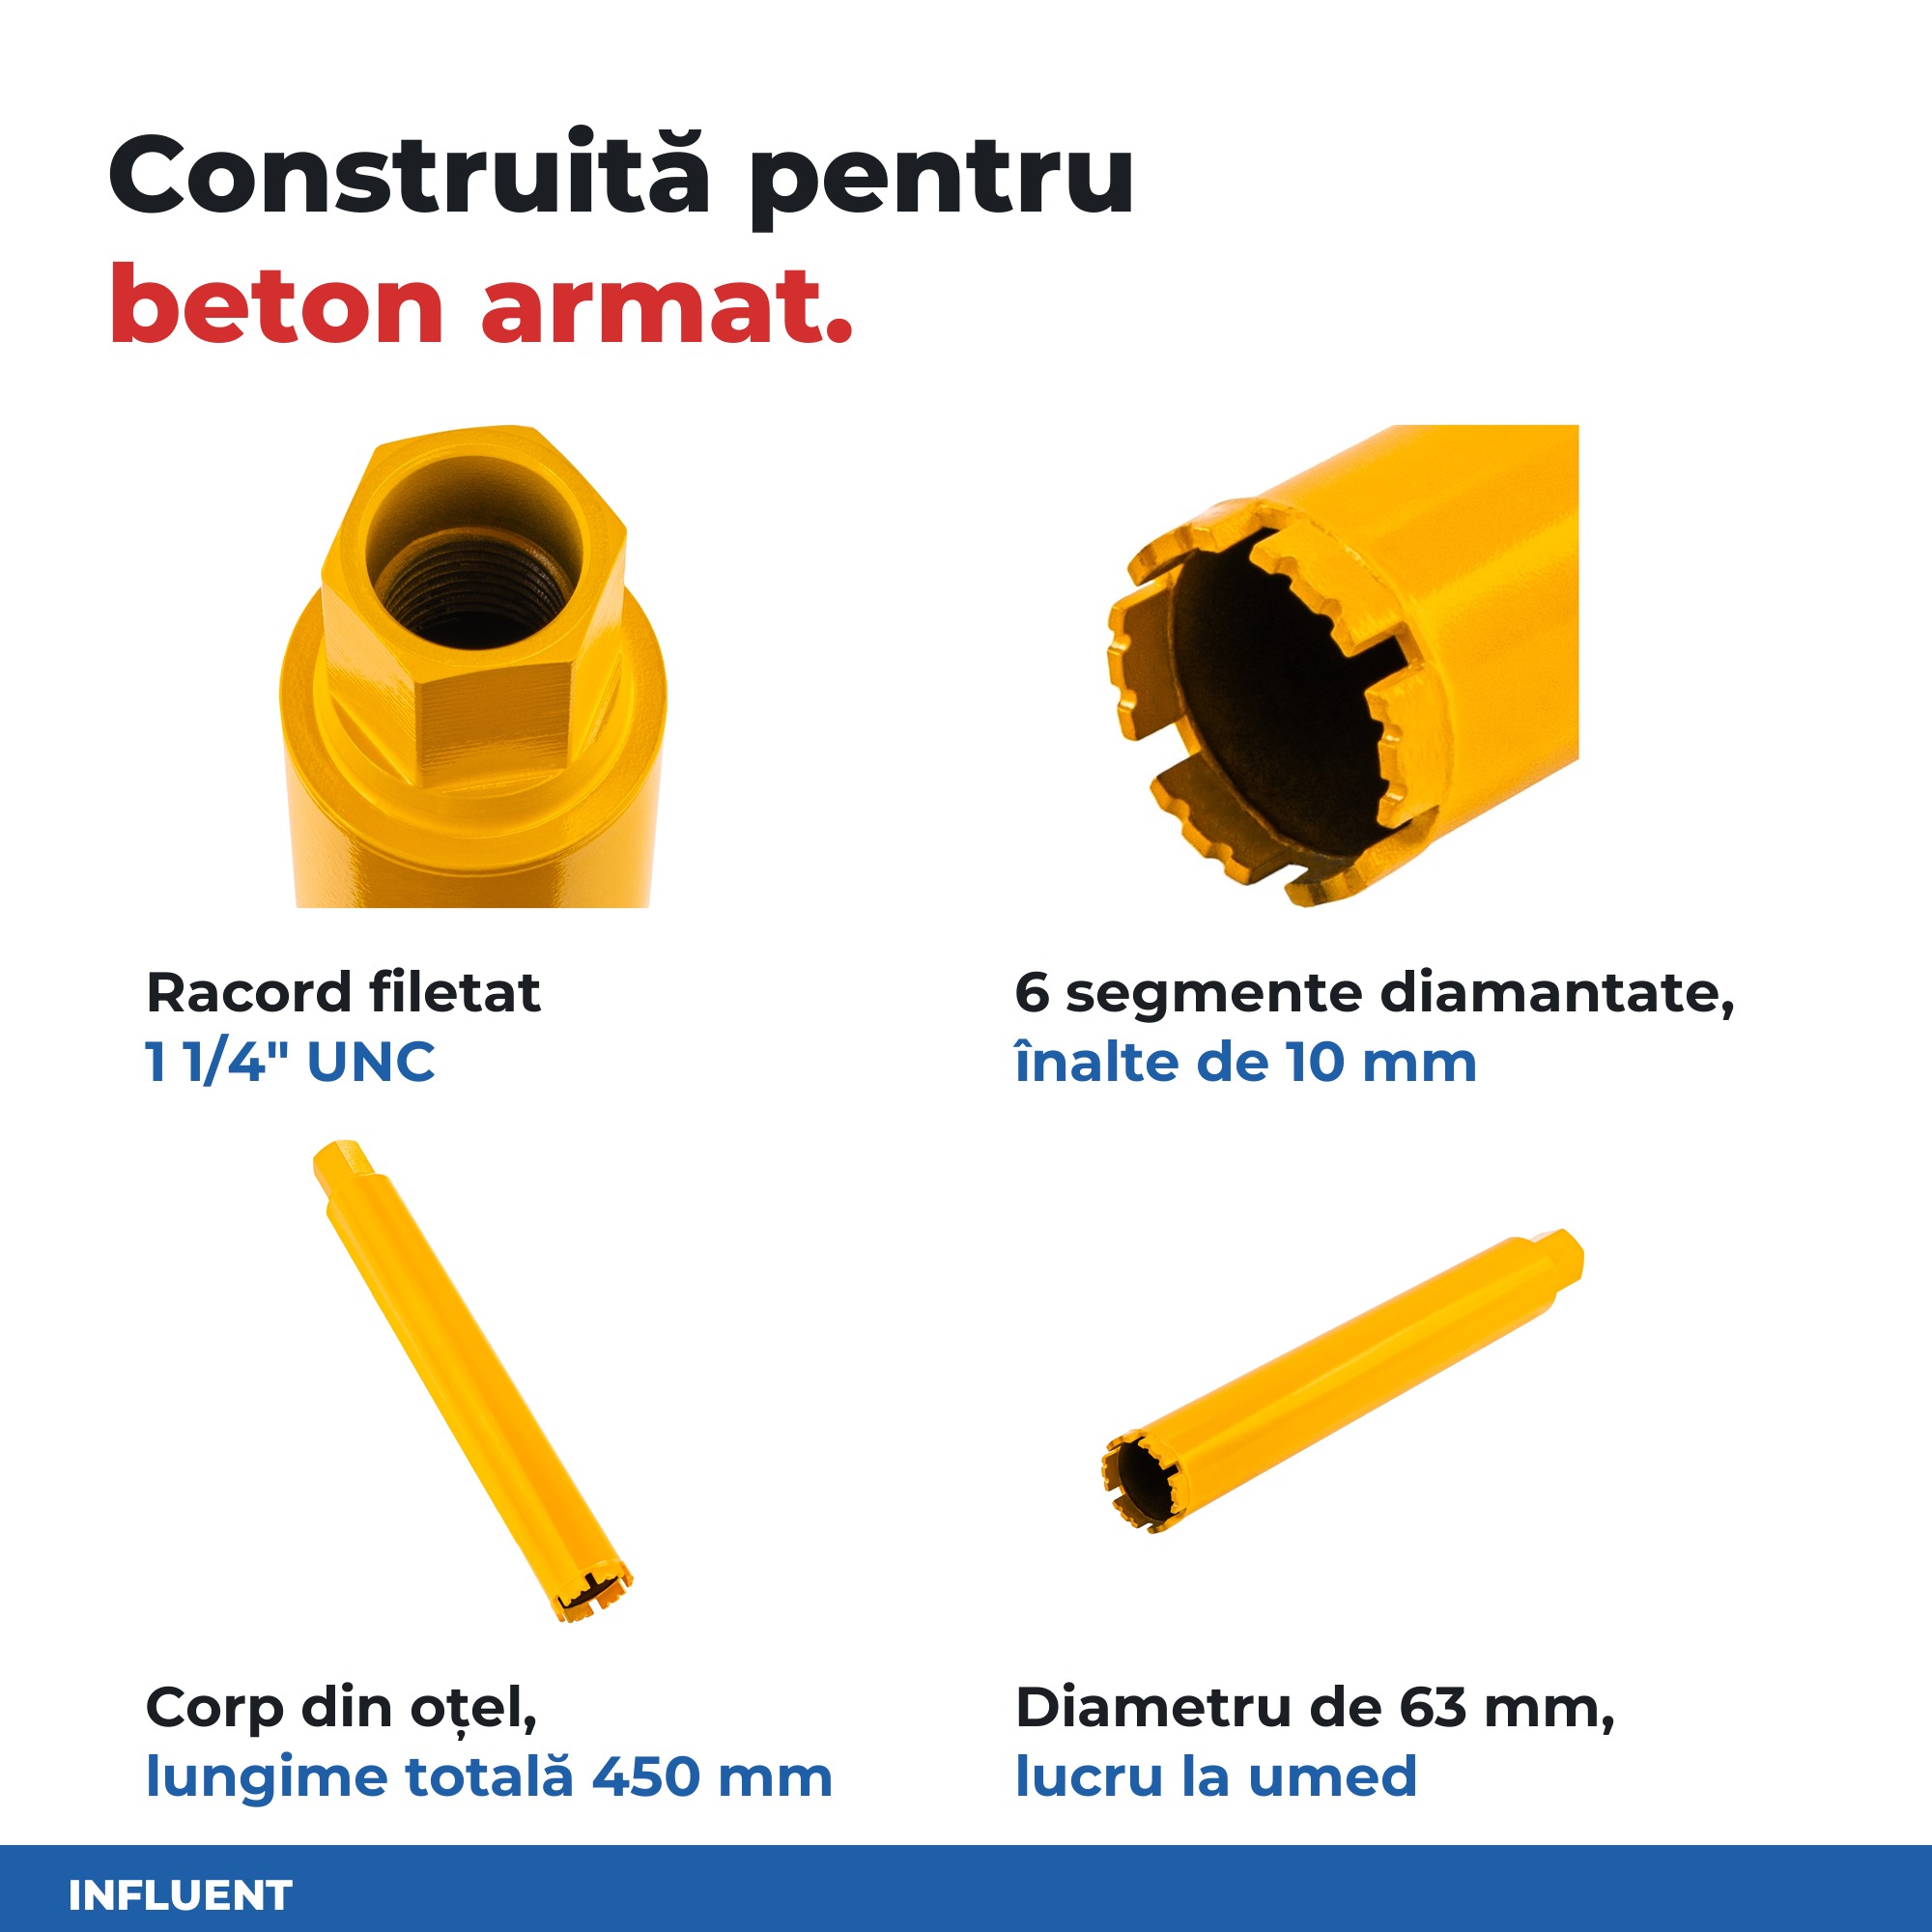 Construită pentru
beton armat.
Racord filetat
1 1/4" UNC
6 segmente diamantate,
înalte de 10 mm
Corp din oțel,
lungime totală 450 mm
Diametru de 63 mm,
lucru la umed
INFLUENT